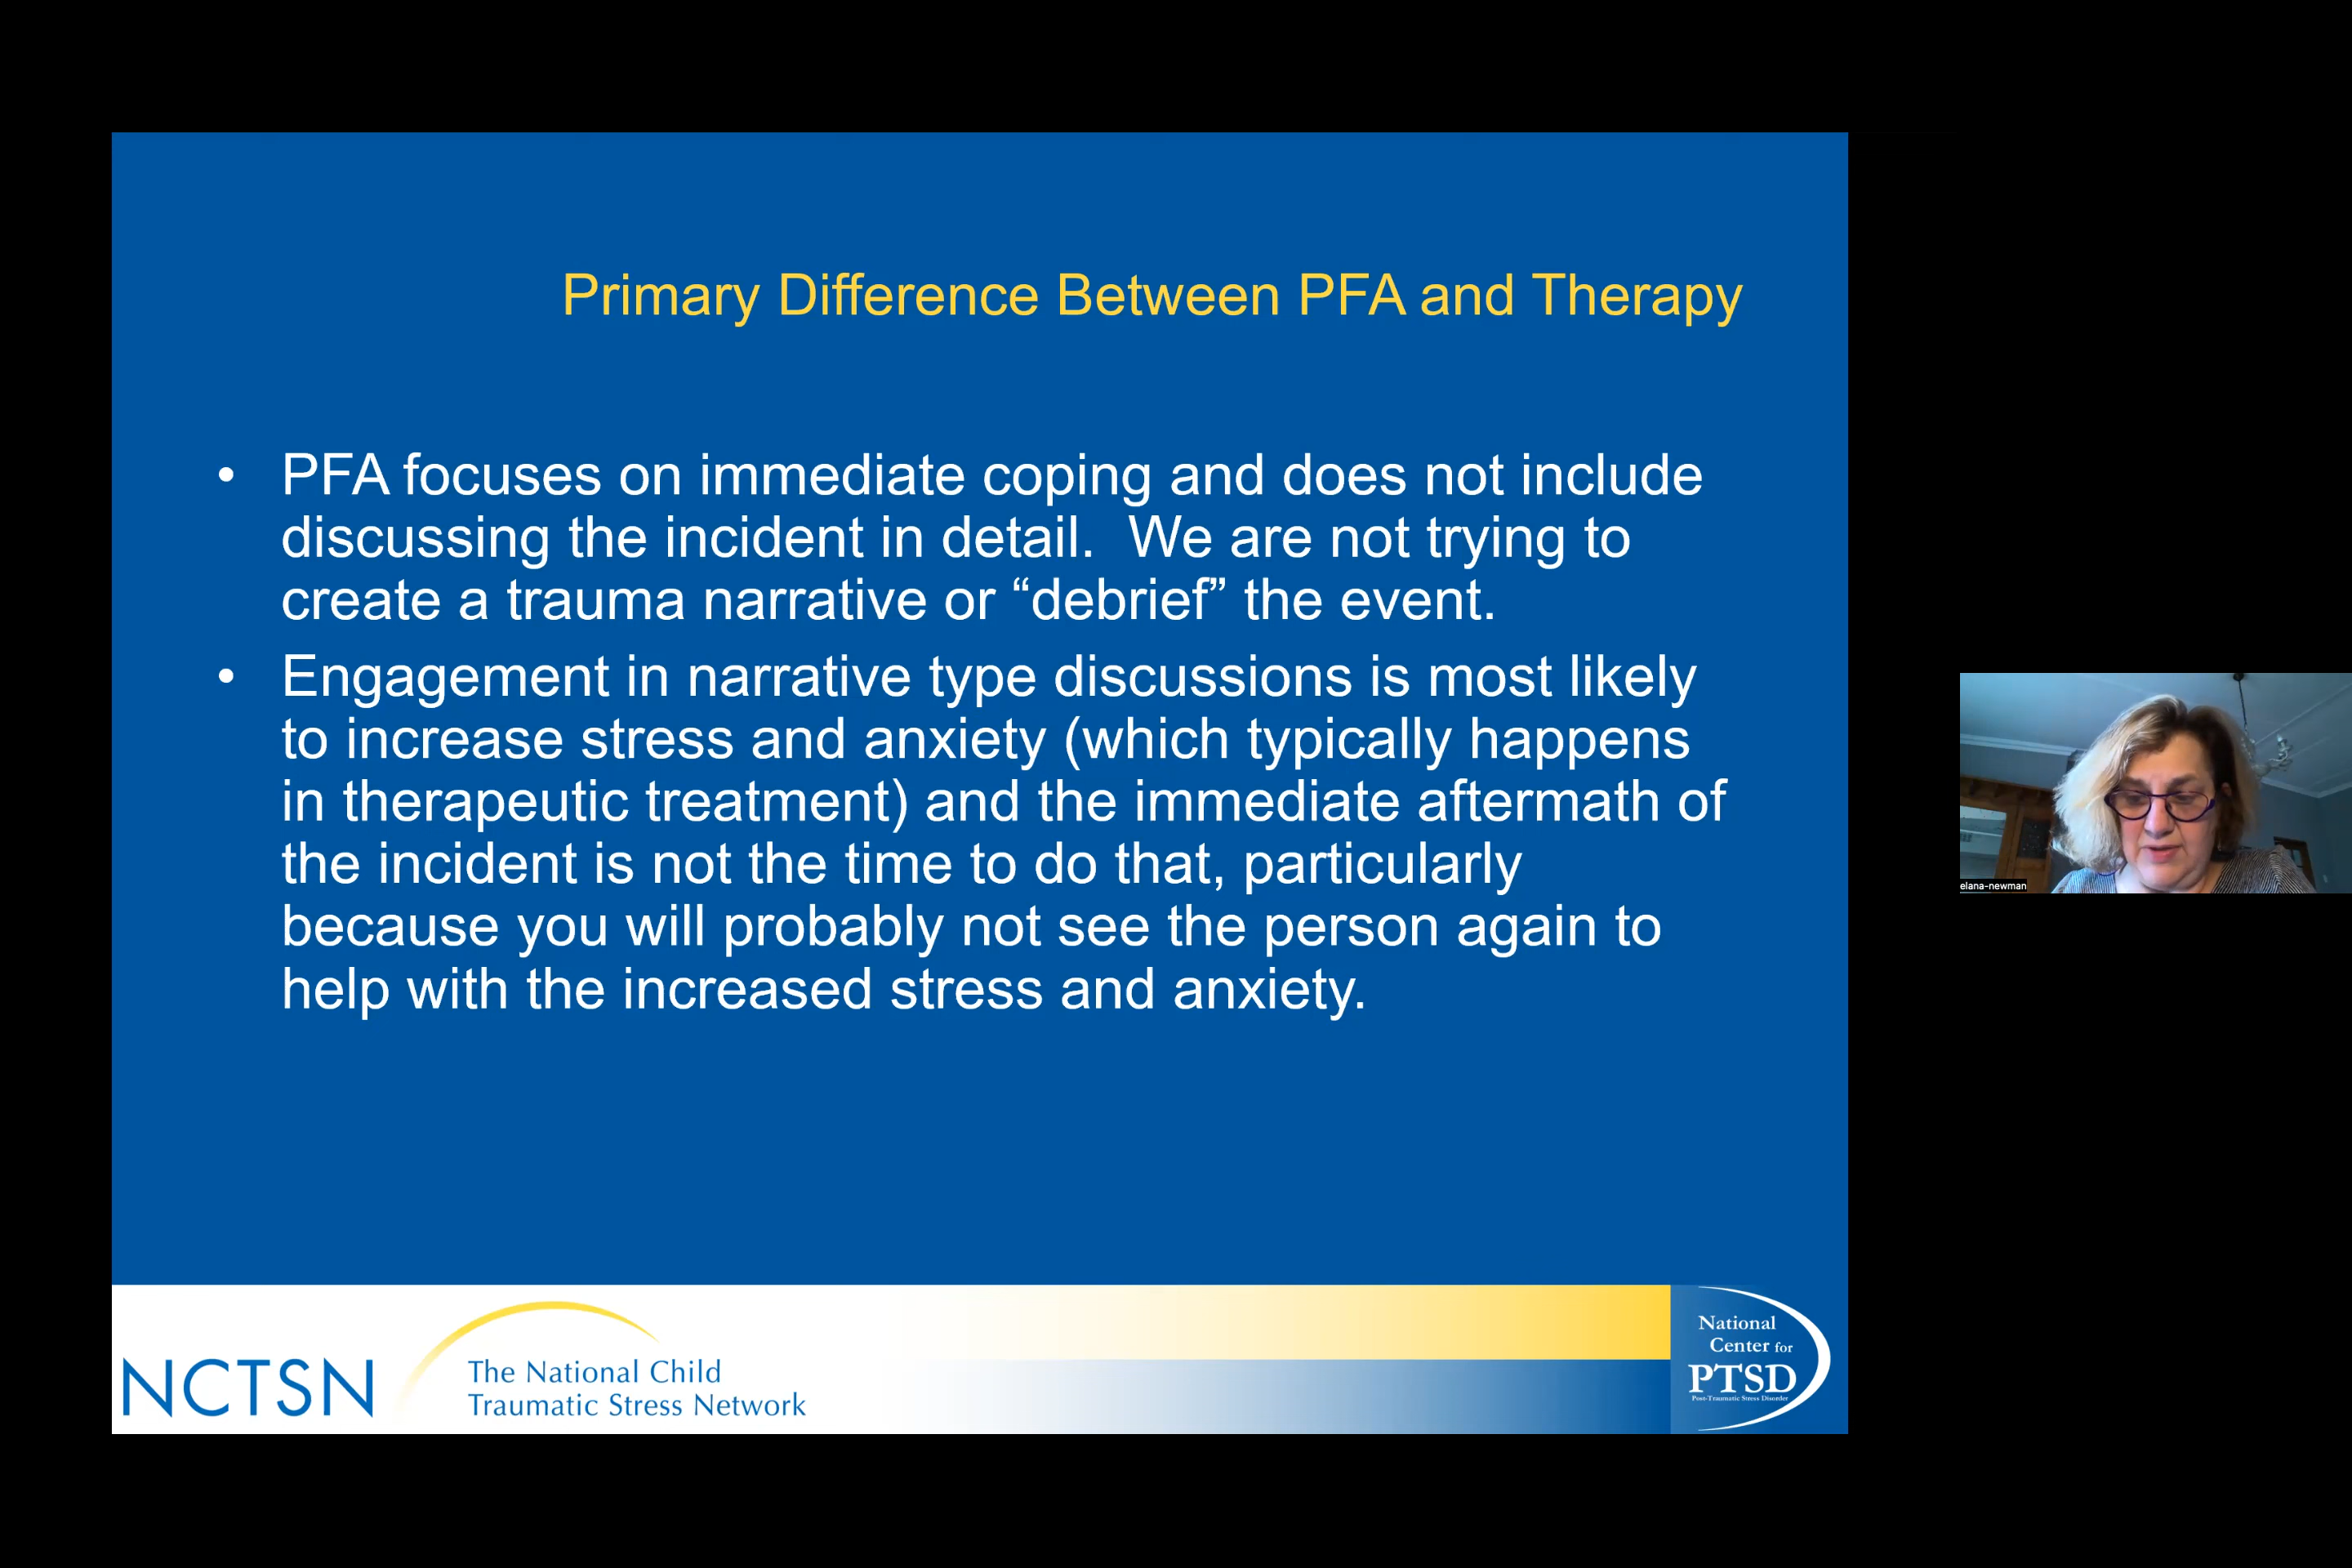 Primary Difference Between PFA and Therapy
• PFA focuses on immediate coping and does not include
discussing the incident in detail.  We are not trying to
create a trauma narrative or “debrief” the event.
• Engagement in narrative type discussions is most likely
to increase stress and anxiety (which typically happens
in therapeutic treatment) and the immediate aftermath of
the incident is not the time to do that, particularly
because you will probably not see the person again to
help with the increased stress and anxiety.
elana-newman
NCTSN
The National Child
Traumatic Stress Network
National
Center for
PTSD
Post-Traumatic Stress Disorder